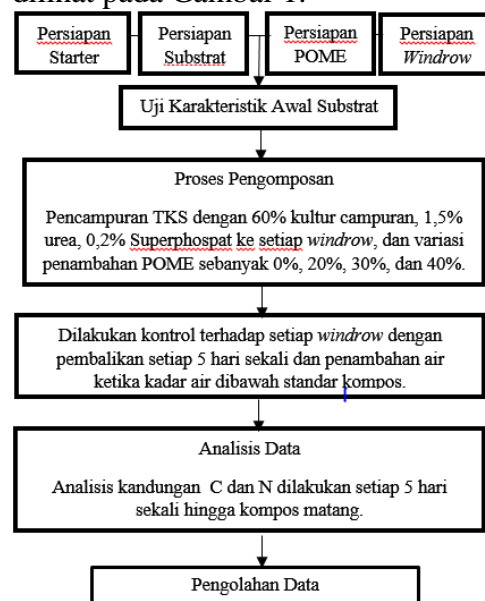 dilihat pada Gambar 1.
Persiapan Starter
Persiapan Substrat
Persiapan POME
Persiapan Windrow
Uji Karakteristik Awal Substrat
Proses Pengomposan
Pencampuran TKS dengan 60% kultur campuran, 1,5%
urea, 0,2% Superphospat ke setiap windrow, dan variasi
penambahan POME sebanyak 0%, 20%, 30%, dan 40%.
Dilakukan kontrol terhadap setiap windrow dengan
pembalikan setiap 5 hari sekali dan penambahan air
ketika kadar air dibawah standar kompos.
Analisis Data
Analisis kandungan C dan N dilakukan setiap 5 hari
sekali hingga kompos matang.
Pengolahan Data